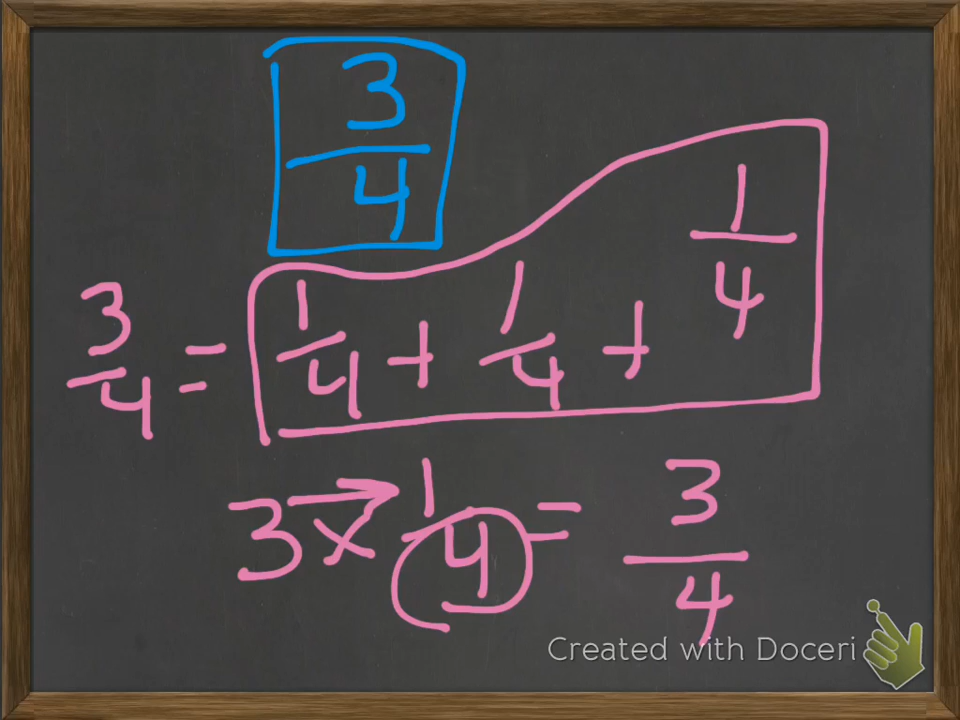 3/4
3/4 = 1/4 + 1/4 + 1/4
3 x 1/4 = 3/4
Created with Doceri